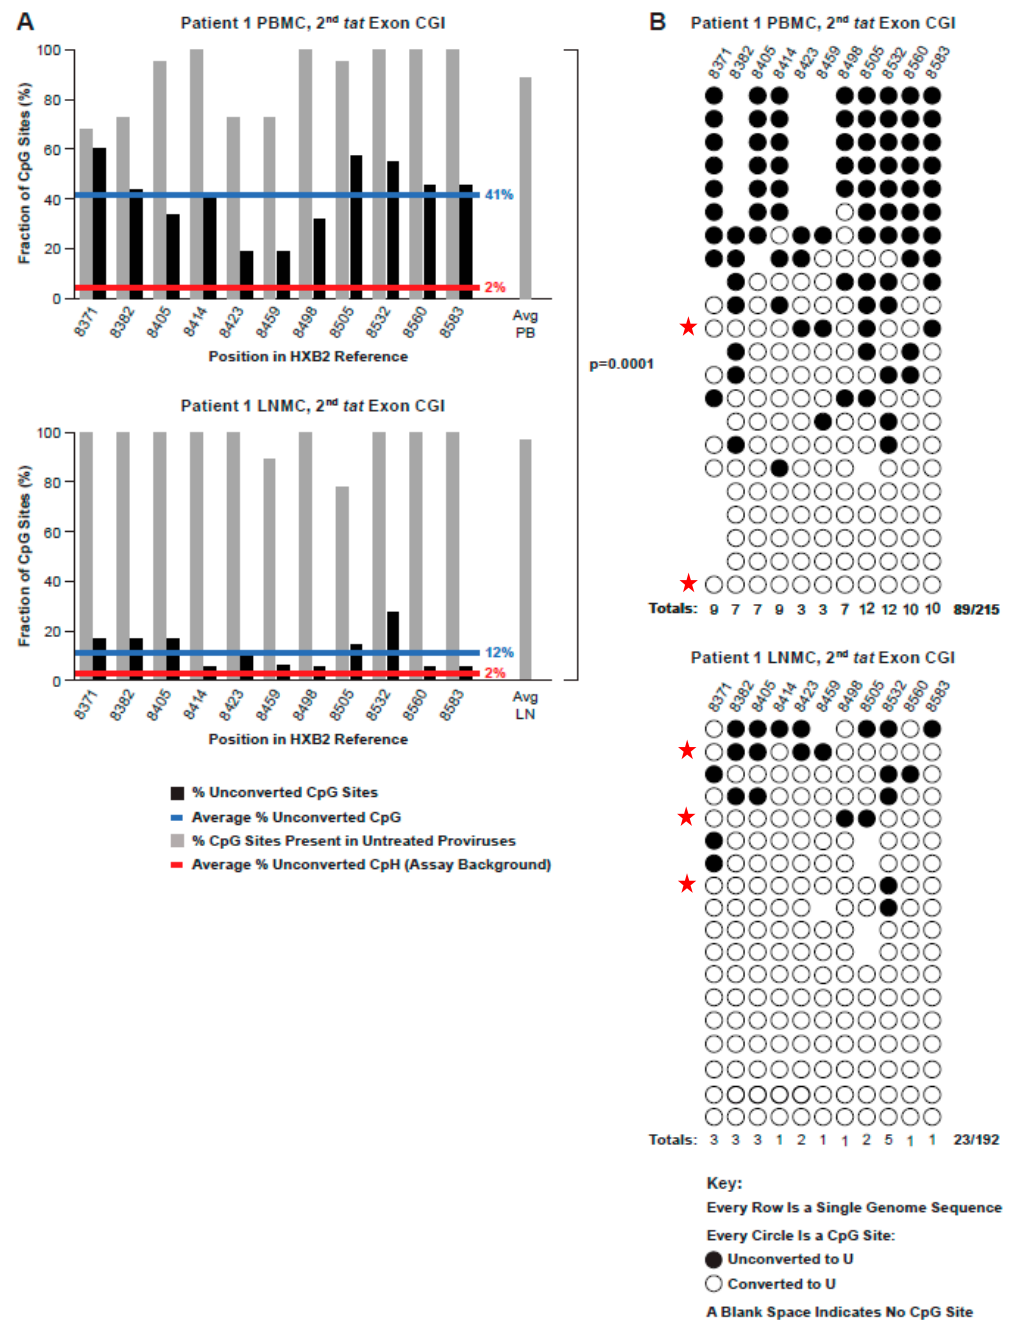 A
Patient 1 PBMC, 2nd tat Exon CGI
Fraction of CpG Sites (%)
100
80
60
40
20
0
41%
2%
8371 8382 8405 8414 8423 8459 8498 8505 8532 8560 8583
Avg
PB
Position in HXB2 Reference
p=0.0001
Patient 1 LNMC, 2nd tat Exon CGI
Fraction of CpG Sites (%)
100
80
60
40
20
0
12%
2%
8371 8382 8405 8414 8423 8459 8498 8505 8532 8560 8583
Avg
LN
Position in HXB2 Reference
% Unconverted CpG Sites
Average % Unconverted CpG
% CpG Sites Present in Untreated Proviruses
Average % Unconverted CpH (Assay Background)
B
Patient 1 PBMC, 2nd tat Exon CGI
8371 8382 8405 8414 8423 8459 8498 8505 8532 8560 8583
Totals: 9 7 7 9 3 3 7 12 12 10 10 89/215
Patient 1 LNMC, 2nd tat Exon CGI
8371 8382 8405 8414 8423 8459 8498 8505 8532 8560 8583
Totals: 3 3 3 1 2 1 1 2 5 1 1 23/192
Key:
Every Row Is a Single Genome Sequence
Every Circle Is a CpG Site:
Unconverted to U
Converted to U
A Blank Space Indicates No CpG Site